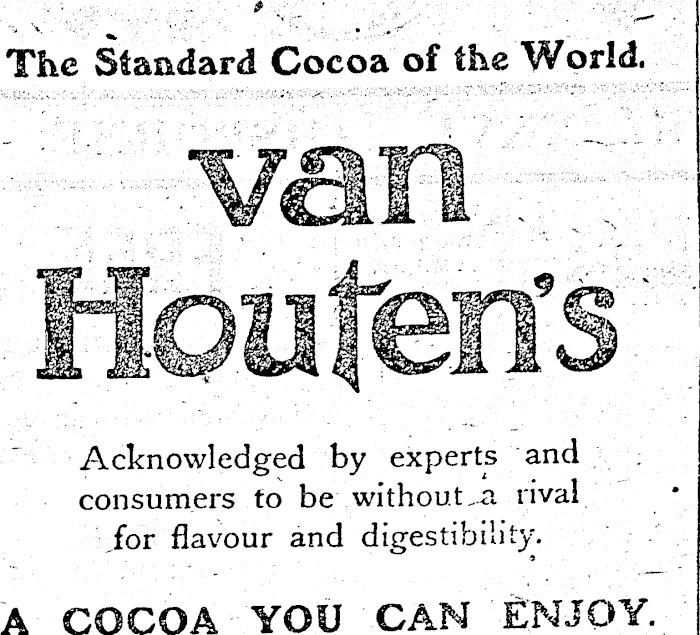 The Standard Cocoa of the World.
van
Houten's
Acknowledged by experts and
consumers to be without a rival
for flavour and digestibility.
A COCOA YOU CAN ENJOY.